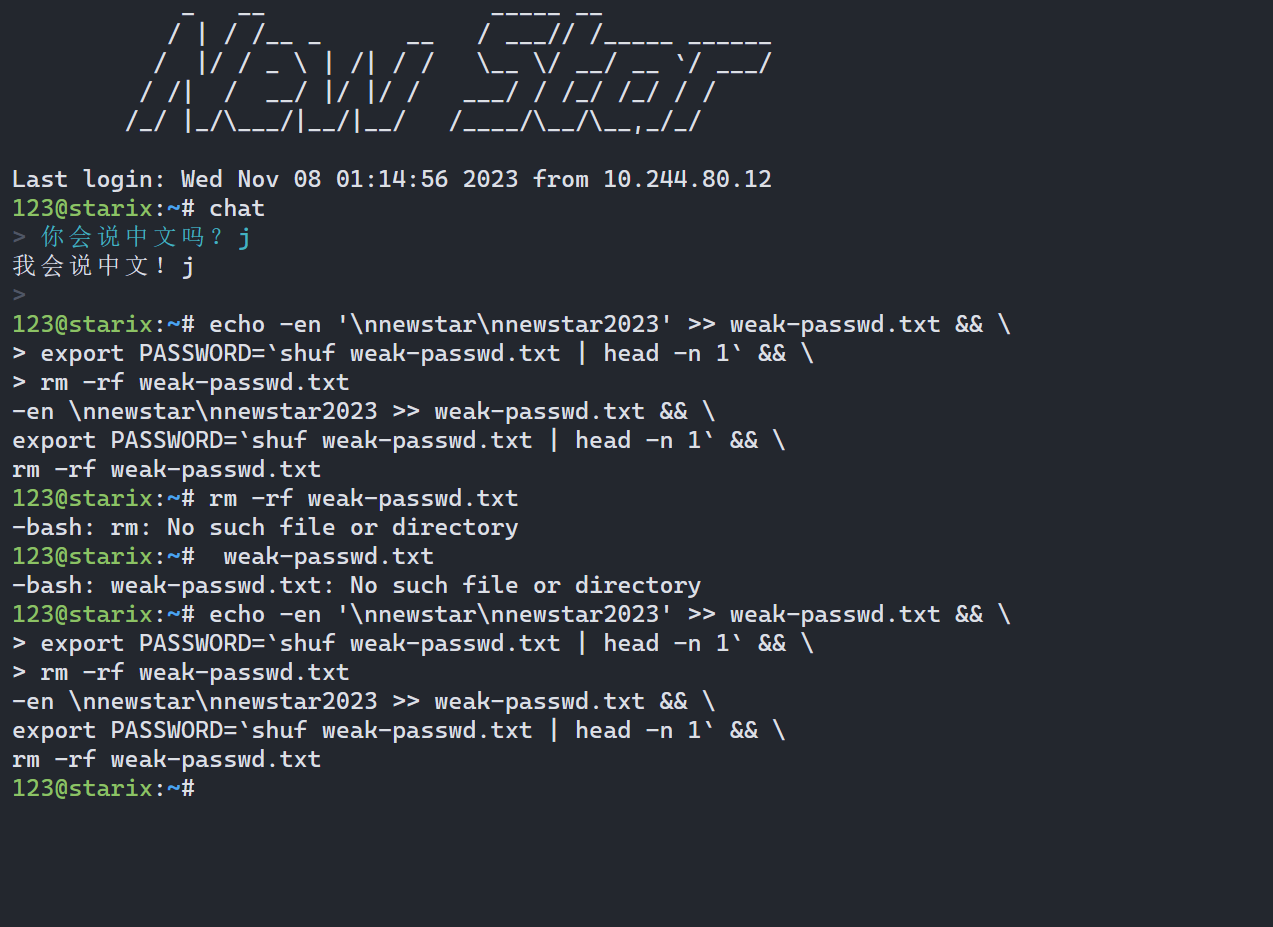 _   __                _____ __
      / | / /__ _      __   / ___// /_____ ______
     /  |/ / _ \ | /| / /   \__ \/ __/ __ `/ ___/
    / /|  /  __/ |/ |/ /   ___/ / /_/ /_/ / /
   /_/ |_/\___/|__/|__/   /____/\__/\__,_/_/
Last login: Wed Nov 08 01:14:56 2023 from 10.244.80.12
123@starix:~# chat
> 你会说中文吗？j
我会说中文！j
>
123@starix:~# echo -en '\nnewstar\nnewstar2023' >> weak-passwd.txt && \
> export PASSWORD=`shuf weak-passwd.txt | head -n 1` && \
> rm -rf weak-passwd.txt
-en \nnewstar\nnewstar2023 >> weak-passwd.txt && \
export PASSWORD=`shuf weak-passwd.txt | head -n 1` && \
rm -rf weak-passwd.txt
123@starix:~# rm -rf weak-passwd.txt
-bash: rm: No such file or directory
123@starix:~#  weak-passwd.txt
-bash: weak-passwd.txt: No such file or directory
123@starix:~# echo -en '\nnewstar\nnewstar2023' >> weak-passwd.txt && \
> export PASSWORD=`shuf weak-passwd.txt | head -n 1` && \
> rm -rf weak-passwd.txt
-en \nnewstar\nnewstar2023 >> weak-passwd.txt && \
export PASSWORD=`shuf weak-passwd.txt | head -n 1` && \
rm -rf weak-passwd.txt
123@starix:~#